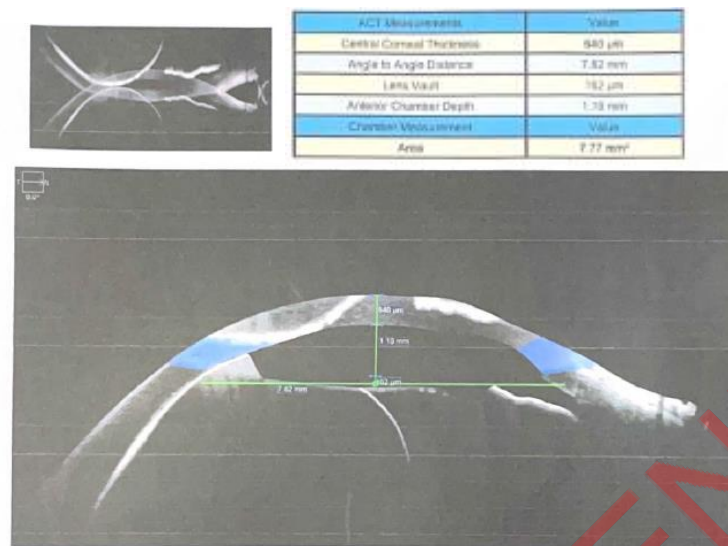 ACT Measurements Value
Central Corneal Thickness 640 µm
Angle to Angle Distance 7.82 mm
Lens Vault 162 µm
Anterior Chamber Depth 1.18 mm
Chamber Measurement Value
Area 7.77 mm²
T
640 µm
1.18 mm
7.82 mm
EN